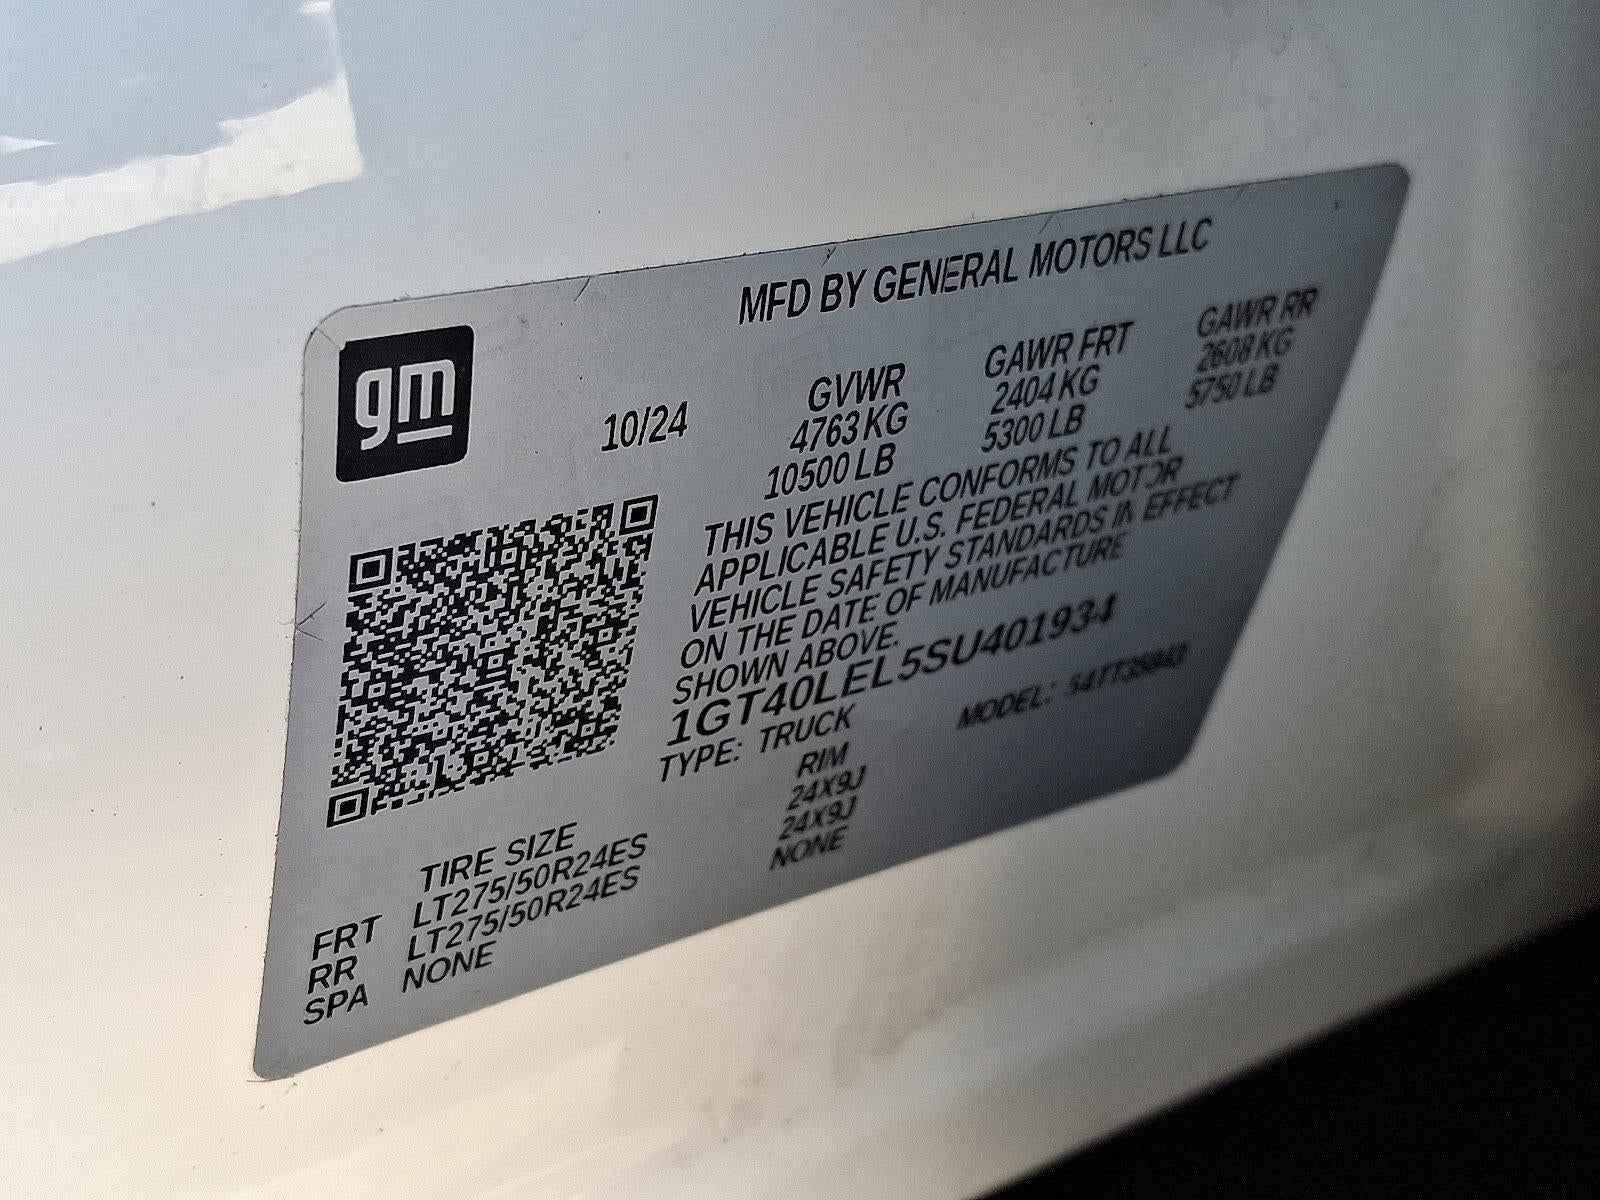 MFD BY GENERAL MOTORS LLC
gm
10/24
GVWR GAWR FRT GAWR RR
4763 KG 2404 KG 2608 KG
10500 LB 5300 LB 5750 LB
THIS VEHICLE CONFORMS TO ALL
APPLICABLE U.S. FEDERAL MOTOR
VEHICLE SAFETY STANDARDS IN EFFECT
ON THE DATE OF MANUFACTURE
SHOWN ABOVE.
1GT40LEL5SU401934
TYPE: TRUCK MODEL:
TIRE SIZE RIM
FRT LT275/50R24ES 24X9J
RR LT275/50R24ES 24X9J
SPA NONE NONE